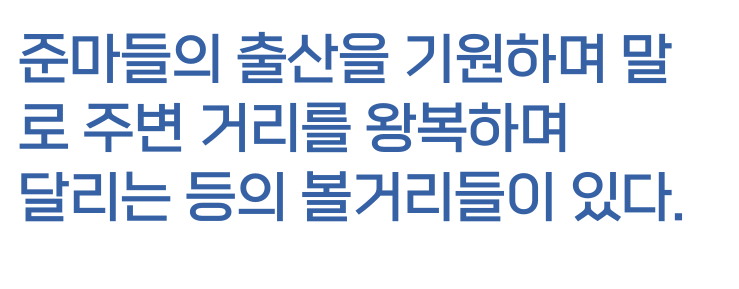 준마들의 출산을 기원하며 말
로 주변 거리를 왕복하며
달리는 등의 볼거리들이 있다.